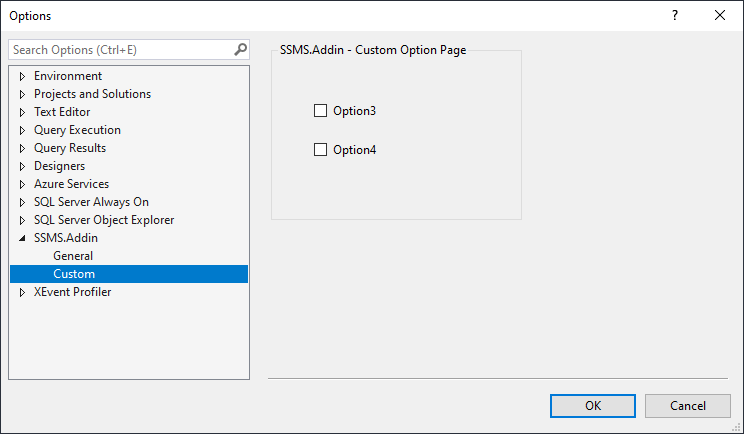 Options
?
Search Options (Ctrl+E)
Environment
Projects and Solutions
Text Editor
Query Execution
Query Results
Designers
Azure Services
SQL Server Always On
SQL Server Object Explorer
SSMS.Addin
General
Custom
XEvent Profiler
SSMS.Addin - Custom Option Page
Option3
Option4
OK
Cancel